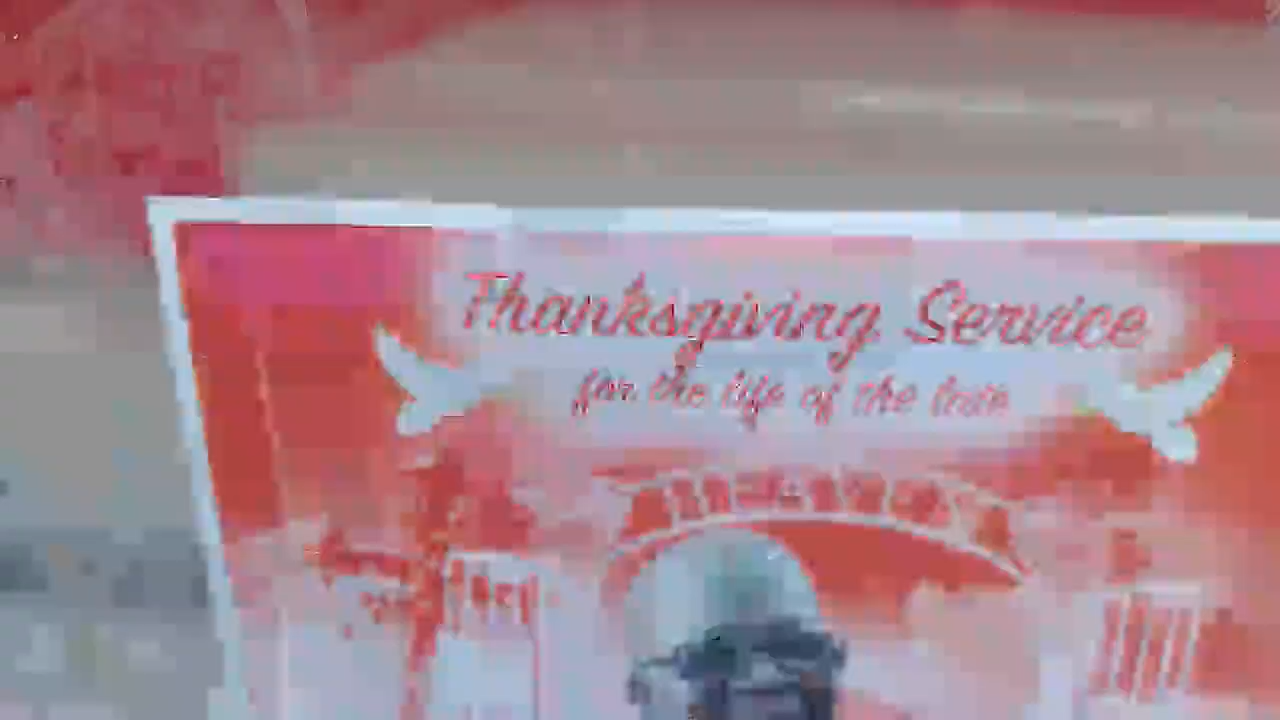 Thanksgiving Service
for the life of the late